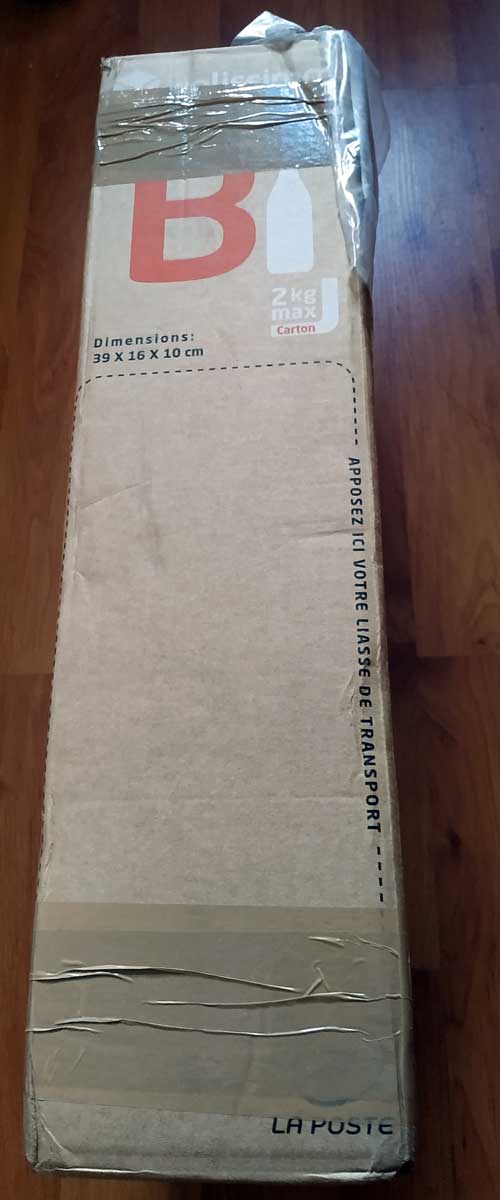 B
2kg
max
Carton
Dimensions:
39 X 16 X 10 cm
APPOSEZ ICI VOTRE LIASSE DE TRANSPORT
LA POSTE